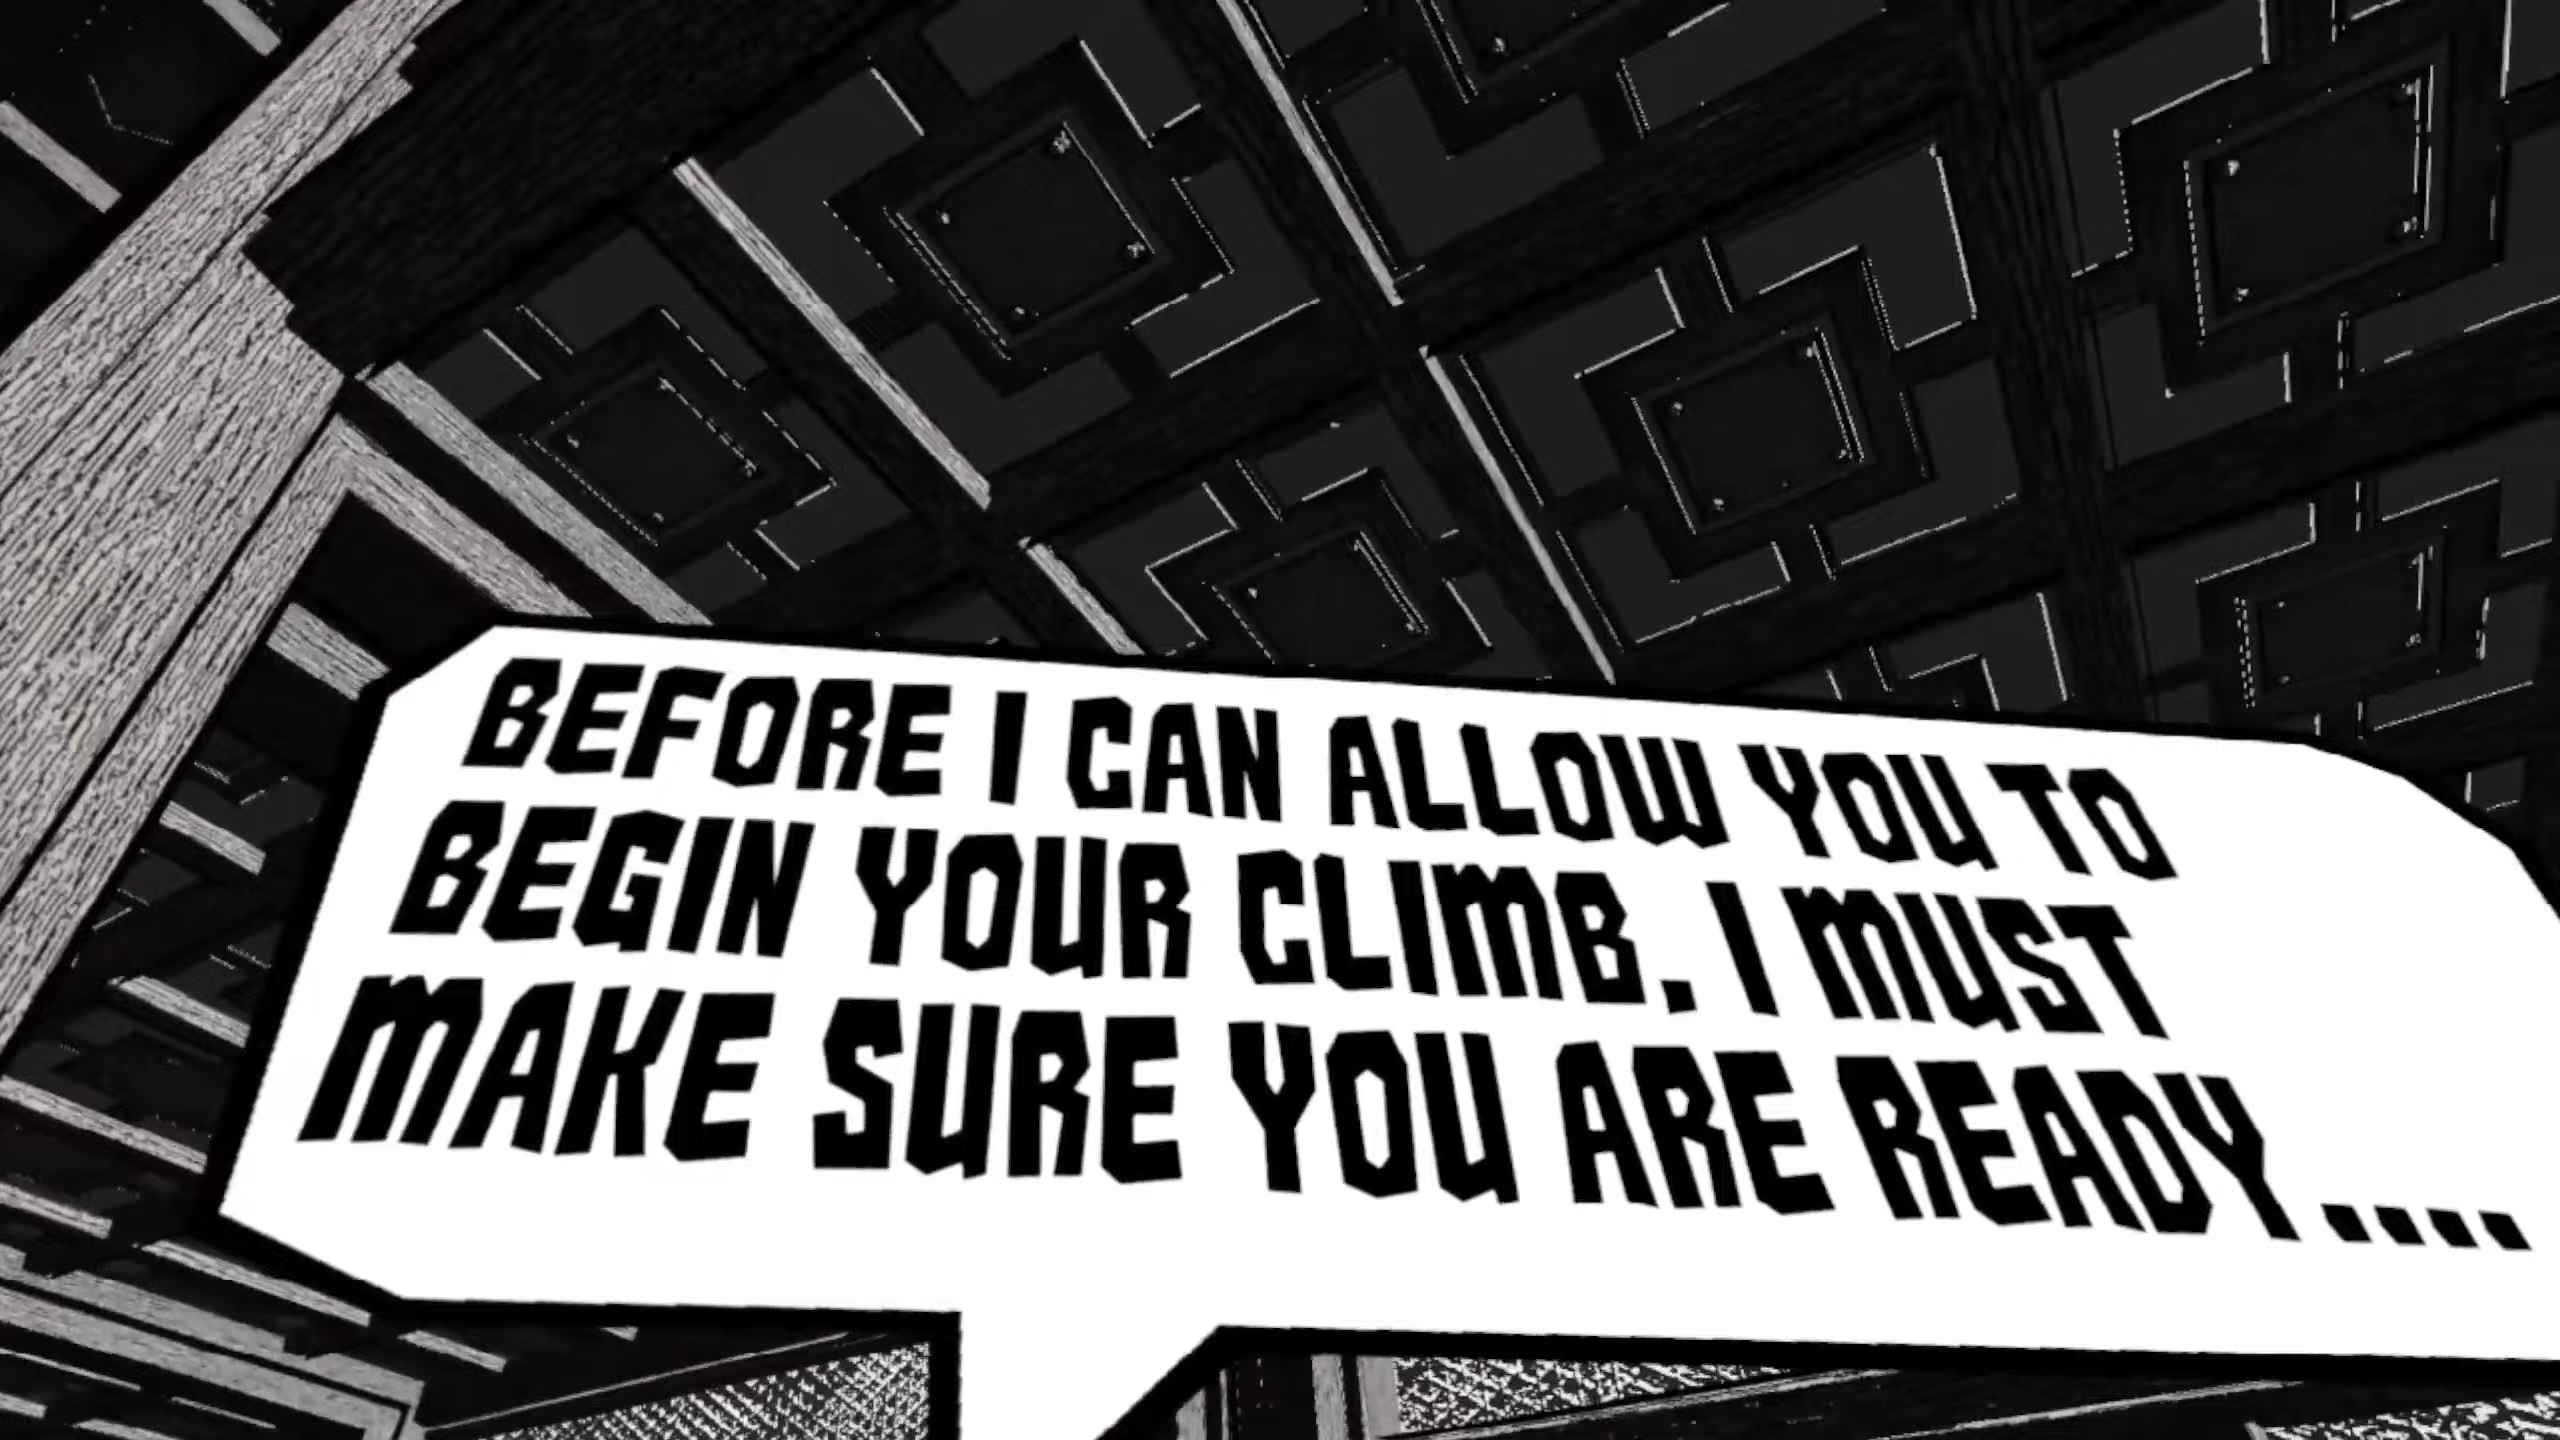 BEFORE I CAN ALLOW YOU TO
BEGIN YOUR CLIMB. I MUST
MAKE SURE YOU ARE READY....